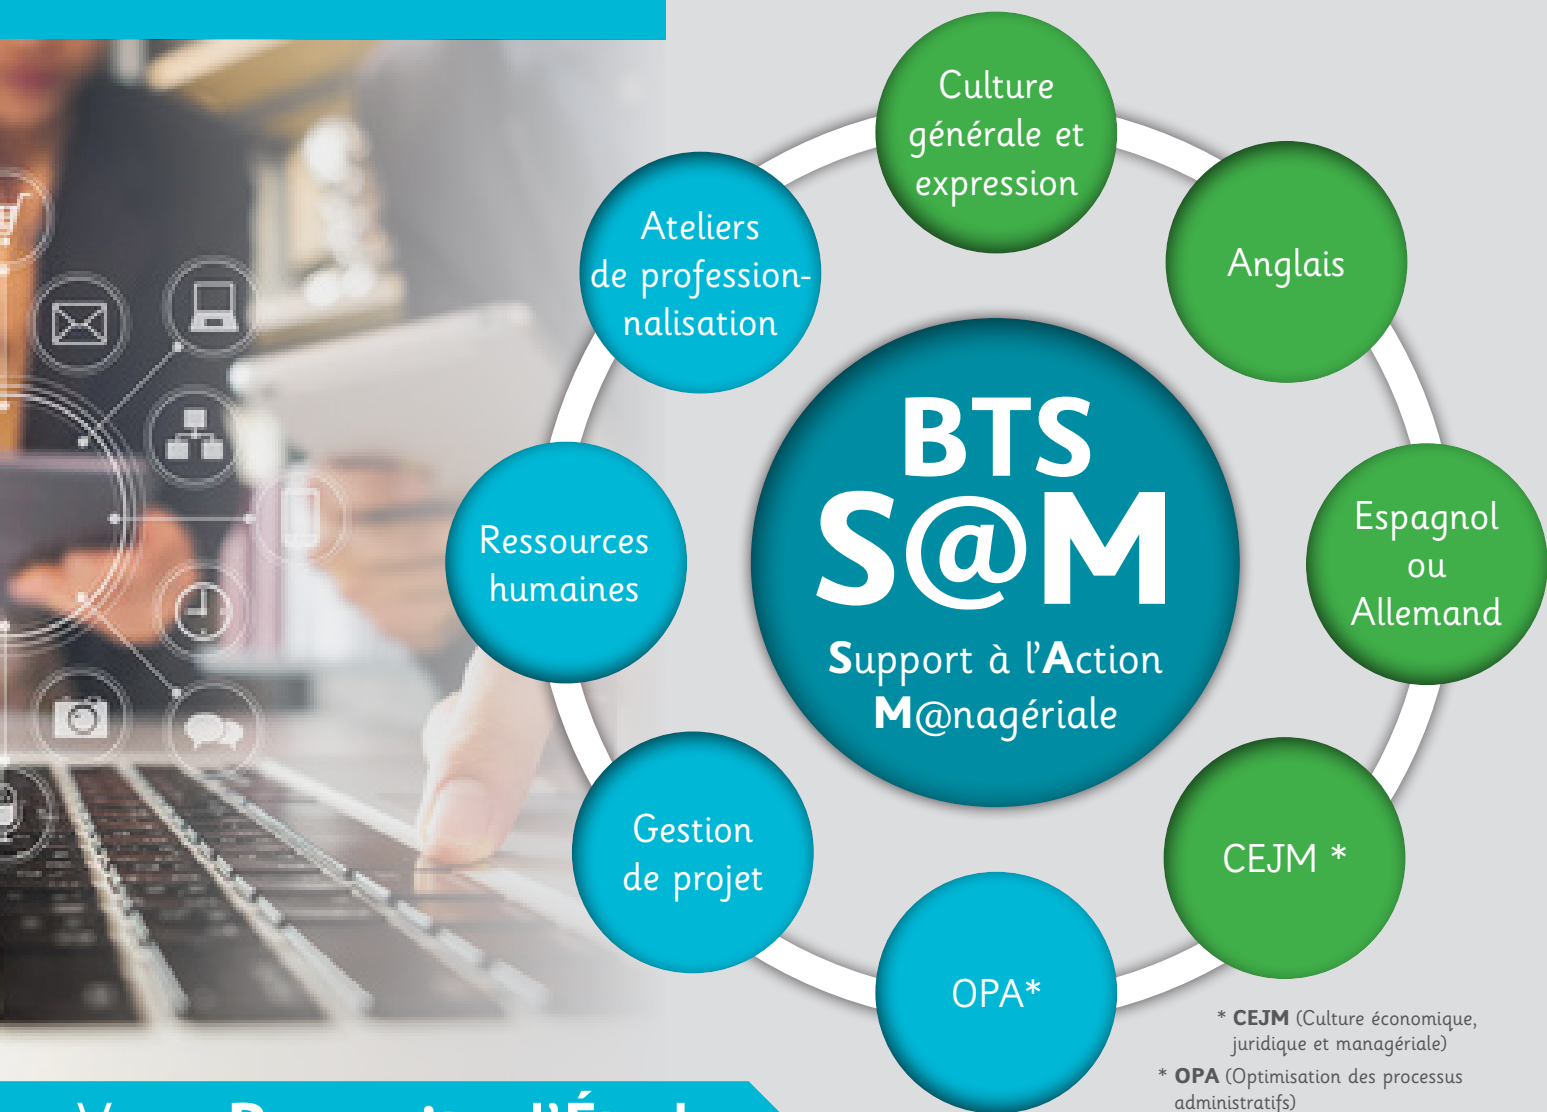 Culture
générale et
expression
Anglais
Espagnol
ou
Allemand
CEJM *
OPA*
Gestion
de projet
Ressources
humaines
Ateliers
de profession-
nalisation
BTS
S@M
Support à l'Action
M@nagériale
* CEJM (Culture économique,
juridique et managériale)
* OPA (Optimisation des processus
administratifs)